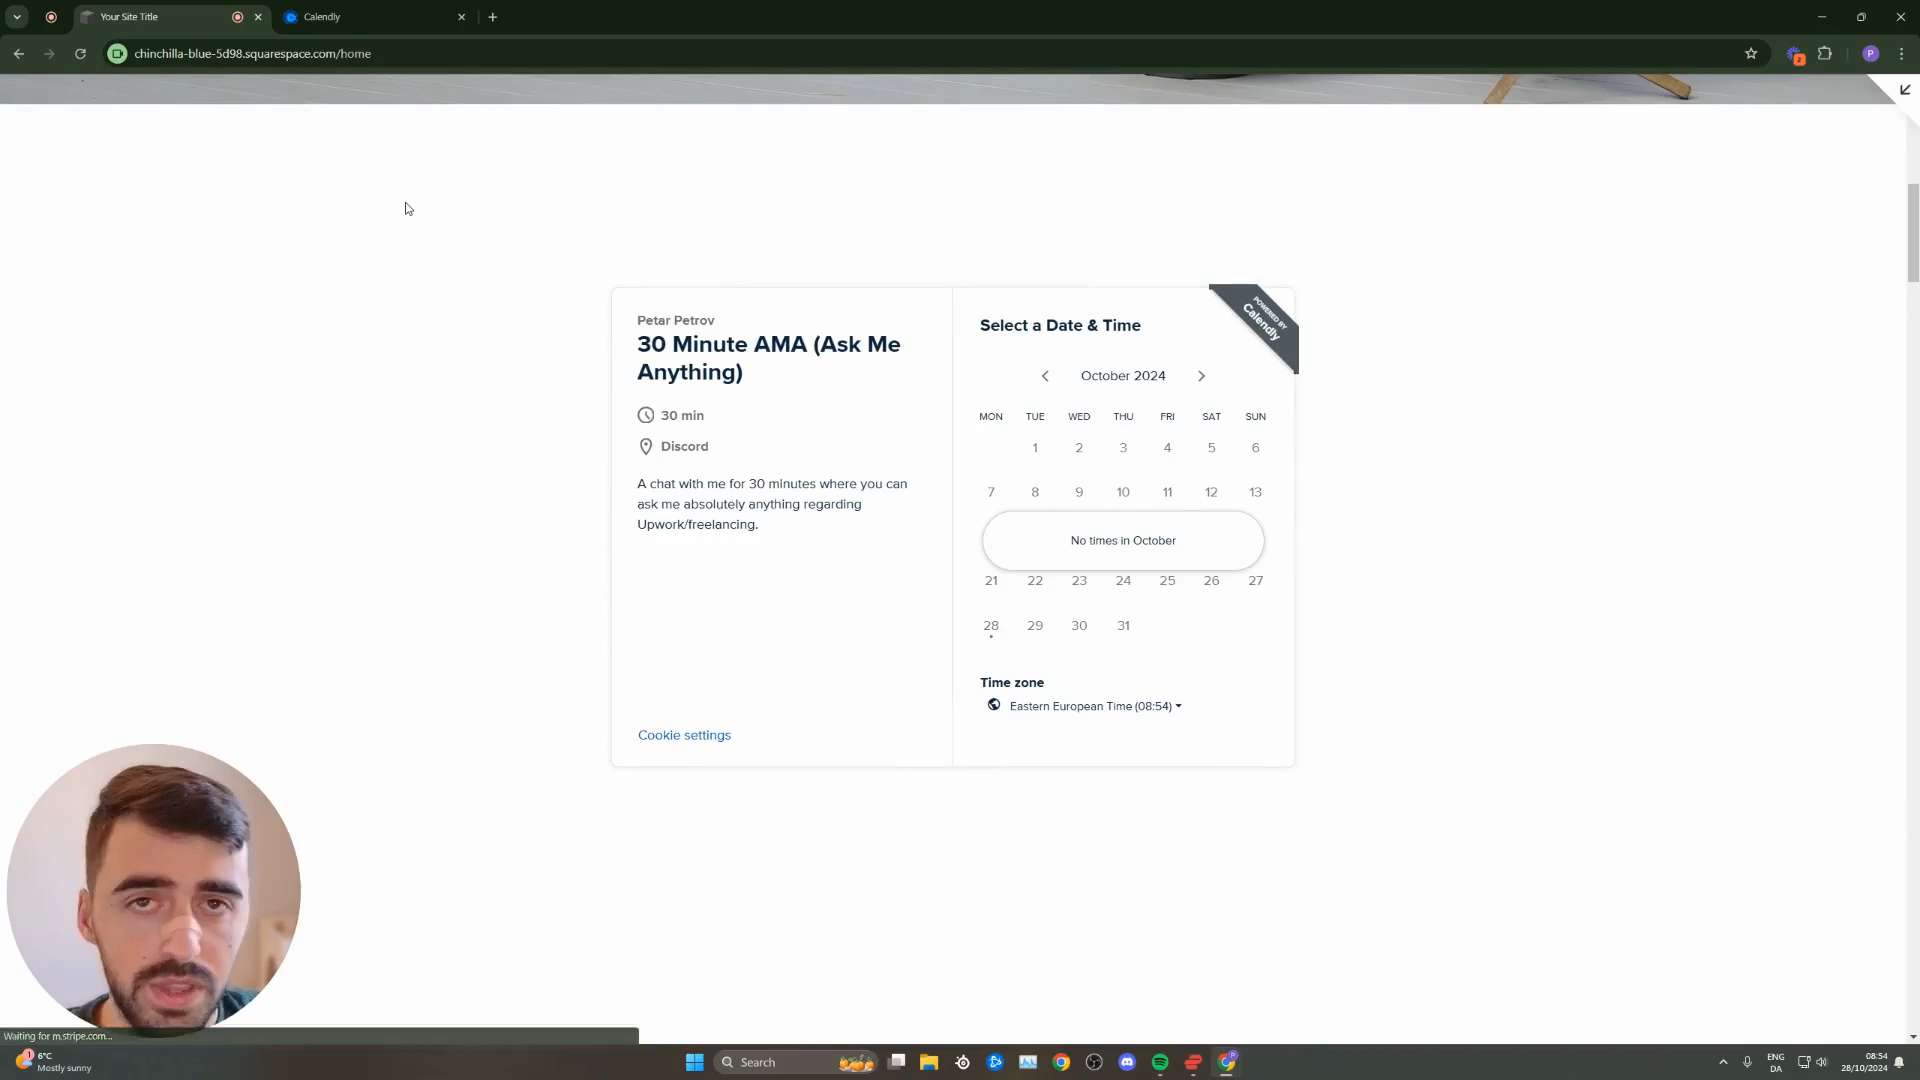 Your Site Title
Calendly
chinchilla-blue-5d98.squarespace.com/home
2
P
POWERED BY
Calendly
Petar Petrov
30 Minute AMA (Ask Me
Anything)
30 min
Discord
A chat with me for 30 minutes where you can
ask me absolutely anything regarding
Upwork/freelancing.
Cookie settings
Select a Date & Time
October 2024
MON TUE WED THU FRI SAT SUN
1 2 3 4 5 6
7 8 9 10 11 12 13
No times in October
21 22 23 24 25 26 27
28 29 30 31
Time zone
Eastern European Time (08:54)
Waiting for m.stripe.com...
1
6°C
Mostly sunny
Search
P
ENG
DA
08:54
28/10/2024